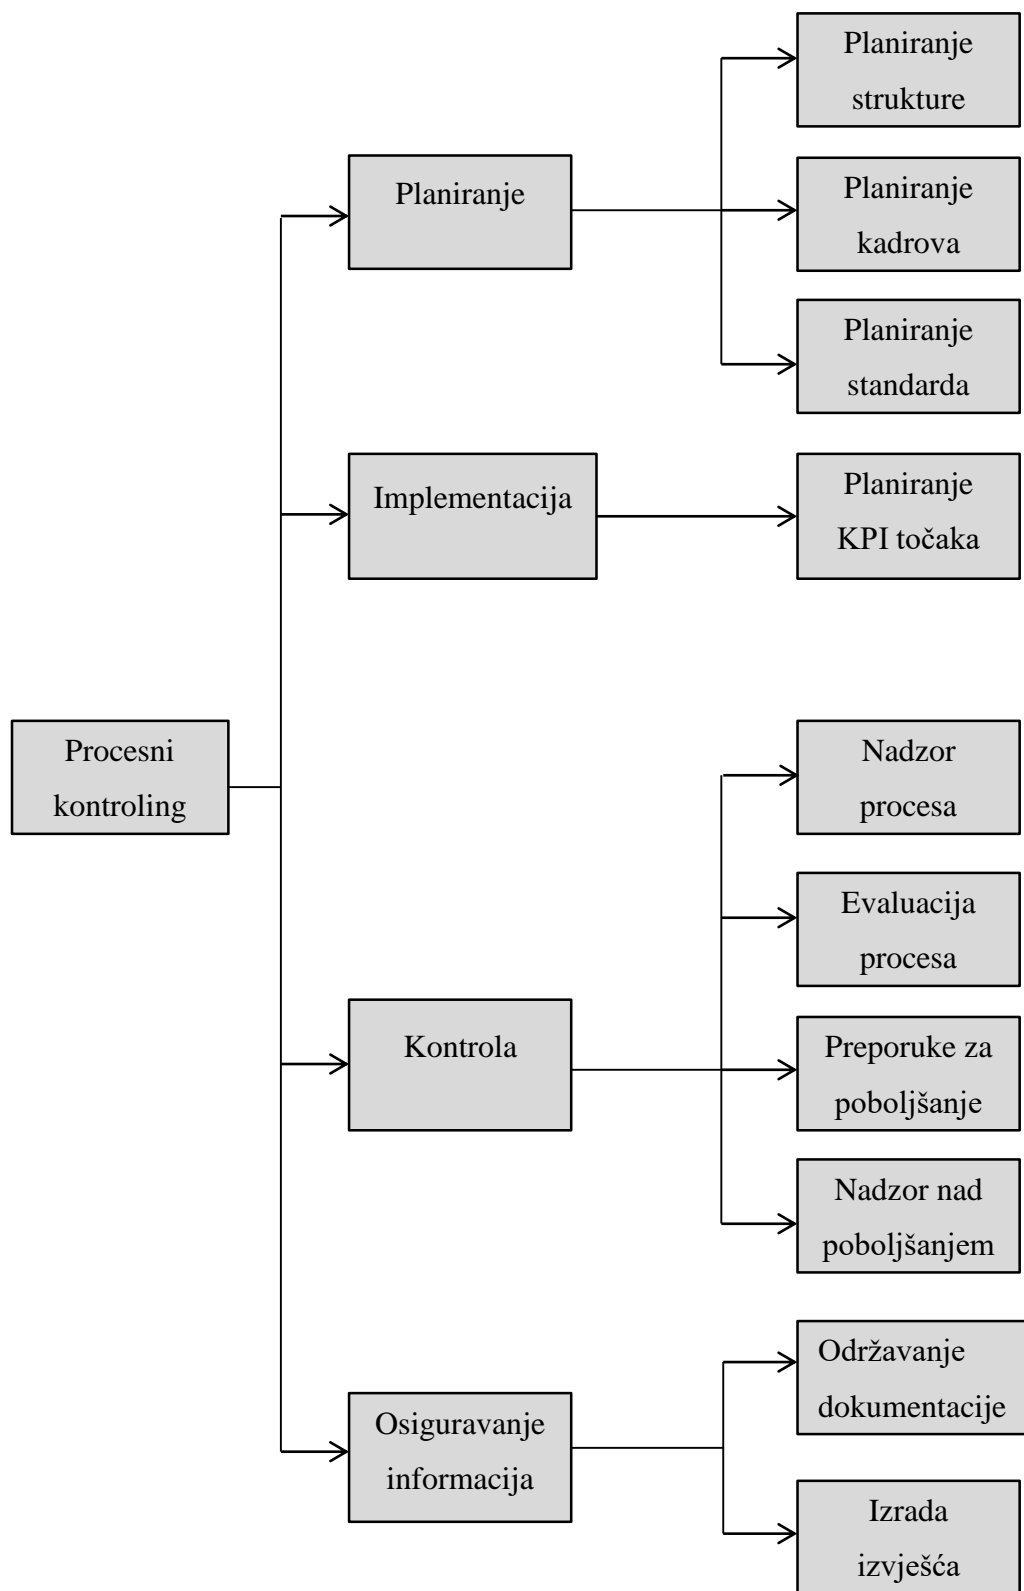 Planiranje
strukture
Planiranje
Planiranje
kadrova
Planiranje
standarda
Implementacija
Planiranje
KPI točaka
Procesni
kontroling
Nadzor
procesa
Evaluacija
procesa
Kontrola
Preporuke za
poboljšanje
Nadzor nad
poboljšanjem
Osiguravanje
informacija
Održavanje
dokumentacije
Izrada
izvješća